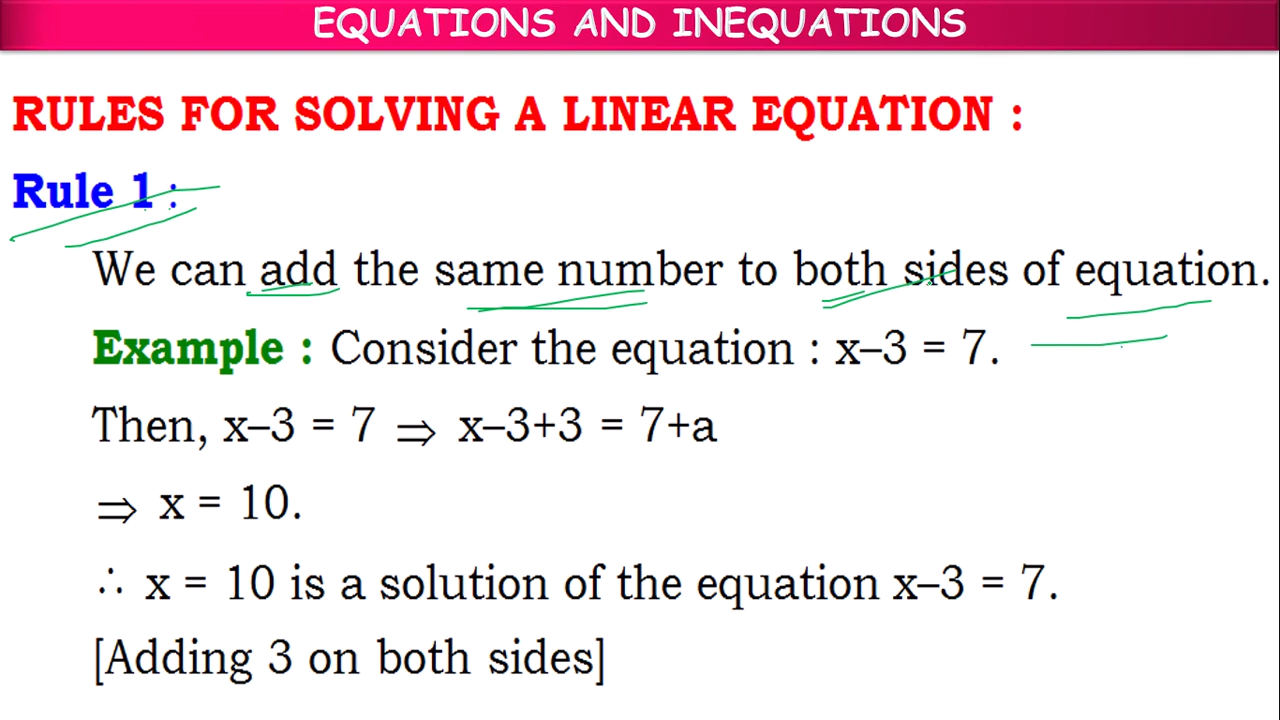 EQUATIONS AND INEQUATIONS
RULES FOR SOLVING A LINEAR EQUATION :
Rule 1 :
We can add the same number to both sides of equation.
Example : Consider the equation : x–3 = 7.
Then, x–3 = 7 ⇒ x–3+3 = 7+a
⇒ x = 10.
∴ x = 10 is a solution of the equation x–3 = 7.
[Adding 3 on both sides]